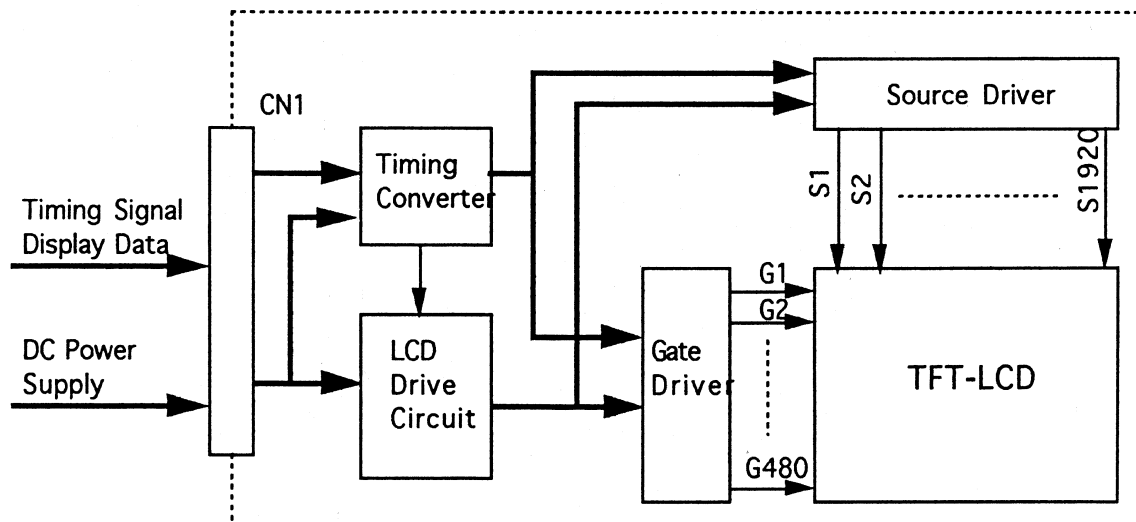 CN1
Source Driver
Timing
Converter
S1
S2
S1920
Timing Signal
Display Data
G1
G2
LCD
Drive
Circuit
Gate
Driver
TFT-LCD
DC Power
Supply
G480